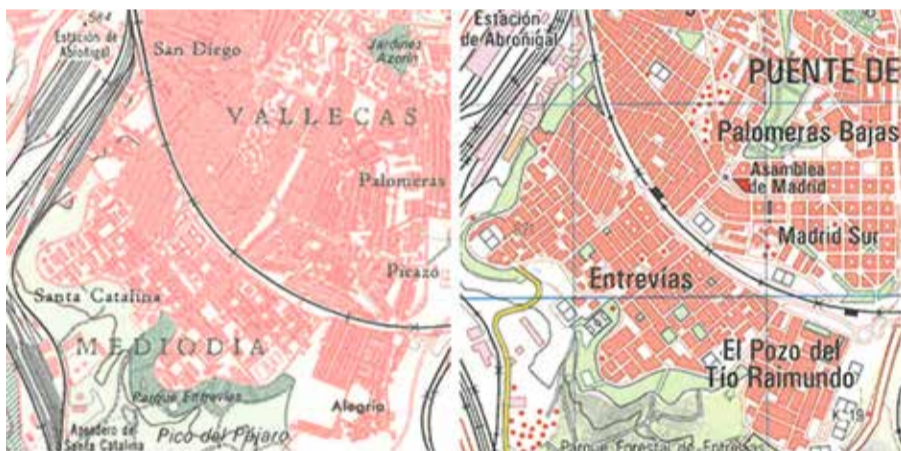 584
Estación de
Abroñigal
San Diego
Jardines
Azorín
VALLECAS
Palomeras
Picazo
Santa Catalina
MEDIODÍA
Parque Entrevías
Alegría
Apeadero del
Santa Catalina
Pico del Pájaro
Estación
de Abroñigal
PUENTE DE
Palomeras Bajas
Asamblea
de Madrid
Madrid Sur
Entrevías
El Pozo del
Tío Raimundo
K-19
Parque Forestal de Entrevías